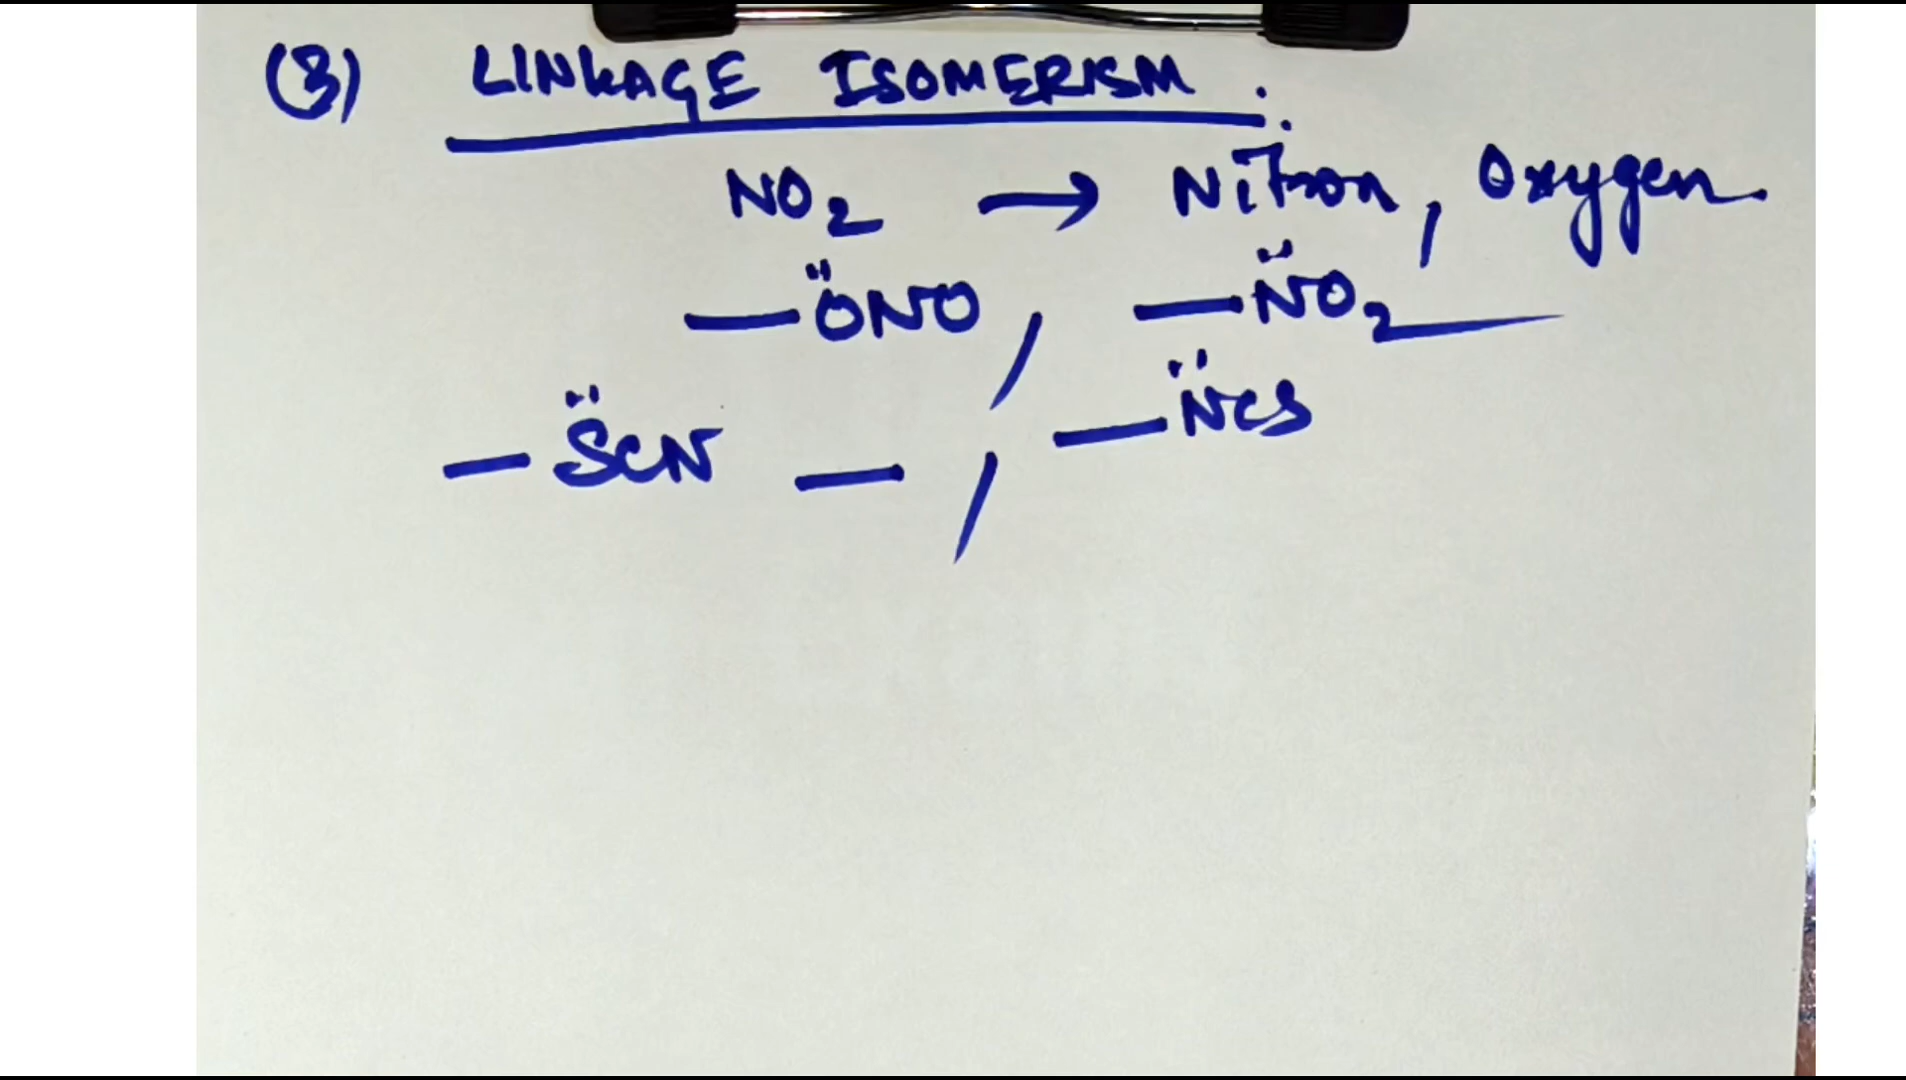 (3) LINKAGE ISOMERISM.
NO2 → Nitron, Oxygen.
—ÖNO, —N̈O2
—S̈CN —, —N̈CS